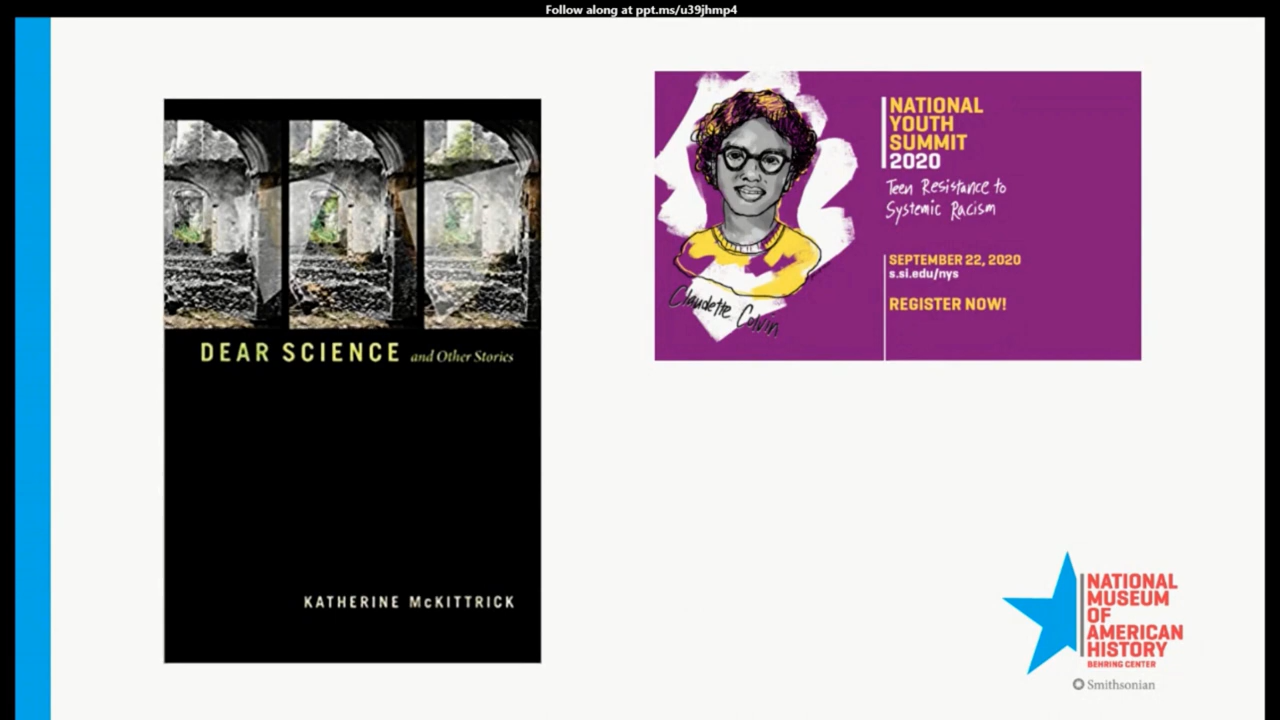 Follow along at ppt.ms/u39jhmp4
DEAR SCIENCE and Other Stories
KATHERINE McKITTRICK
NATIONAL
YOUTH
SUMMIT
2020
Teen Resistance to
Systemic Racism
SEPTEMBER 22, 2020
s.si.edu/nys
REGISTER NOW!
Claudette Colvin
NATIONAL
MUSEUM
OF
AMERICAN
HISTORY
BEHRING CENTER
Smithsonian